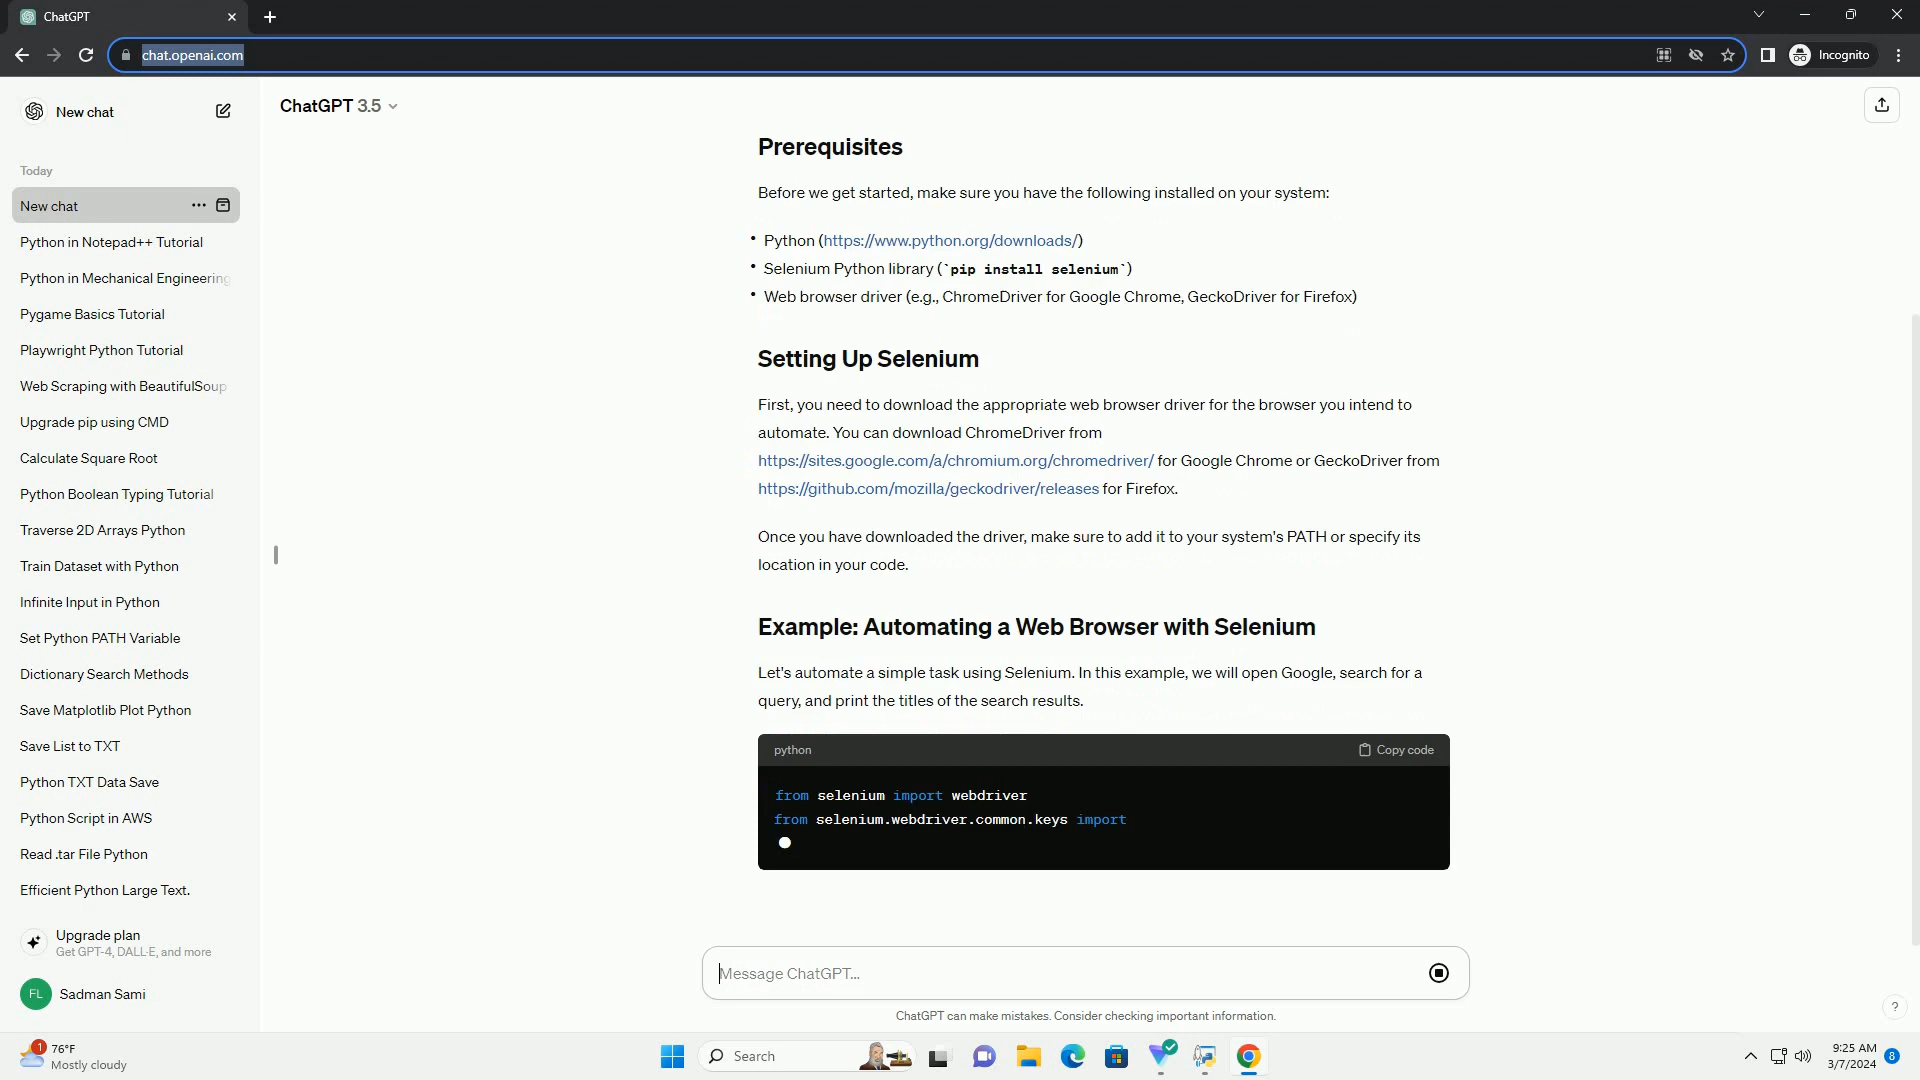 ChatGPT
chat.openai.com
Incognito
New chat
ChatGPT 3.5
Today
New chat
Python in Notepad++ Tutorial
Python in Mechanical Engineering
Pygame Basics Tutorial
Playwright Python Tutorial
Web Scraping with BeautifulSoup
Upgrade pip using CMD
Calculate Square Root
Python Boolean Typing Tutorial
Traverse 2D Arrays Python
Train Dataset with Python
Infinite Input in Python
Set Python PATH Variable
Dictionary Search Methods
Save Matplotlib Plot Python
Save List to TXT
Python TXT Data Save
Python Script in AWS
Read .tar File Python
Efficient Python Large Text.
Upgrade plan
Get GPT-4, DALL·E, and more
FL Sadman Sami
Prerequisites
Before we get started, make sure you have the following installed on your system:
• Python (https://www.python.org/downloads/)
• Selenium Python library (`pip install selenium`)
• Web browser driver (e.g., ChromeDriver for Google Chrome, GeckoDriver for Firefox)
Setting Up Selenium
First, you need to download the appropriate web browser driver for the browser you intend to
automate. You can download ChromeDriver from
https://sites.google.com/a/chromium.org/chromedriver/ for Google Chrome or GeckoDriver from
https://github.com/mozilla/geckodriver/releases for Firefox.
Once you have downloaded the driver, make sure to add it to your system's PATH or specify its
location in your code.
Example: Automating a Web Browser with Selenium
Let's automate a simple task using Selenium. In this example, we will open Google, search for a
query, and print the titles of the search results.
python Copy code
from selenium import webdriver
from selenium.webdriver.common.keys import
Message ChatGPT...
ChatGPT can make mistakes. Consider checking important information.
?
1
76°F
Mostly cloudy
Search
9:25 AM
3/7/2024
8